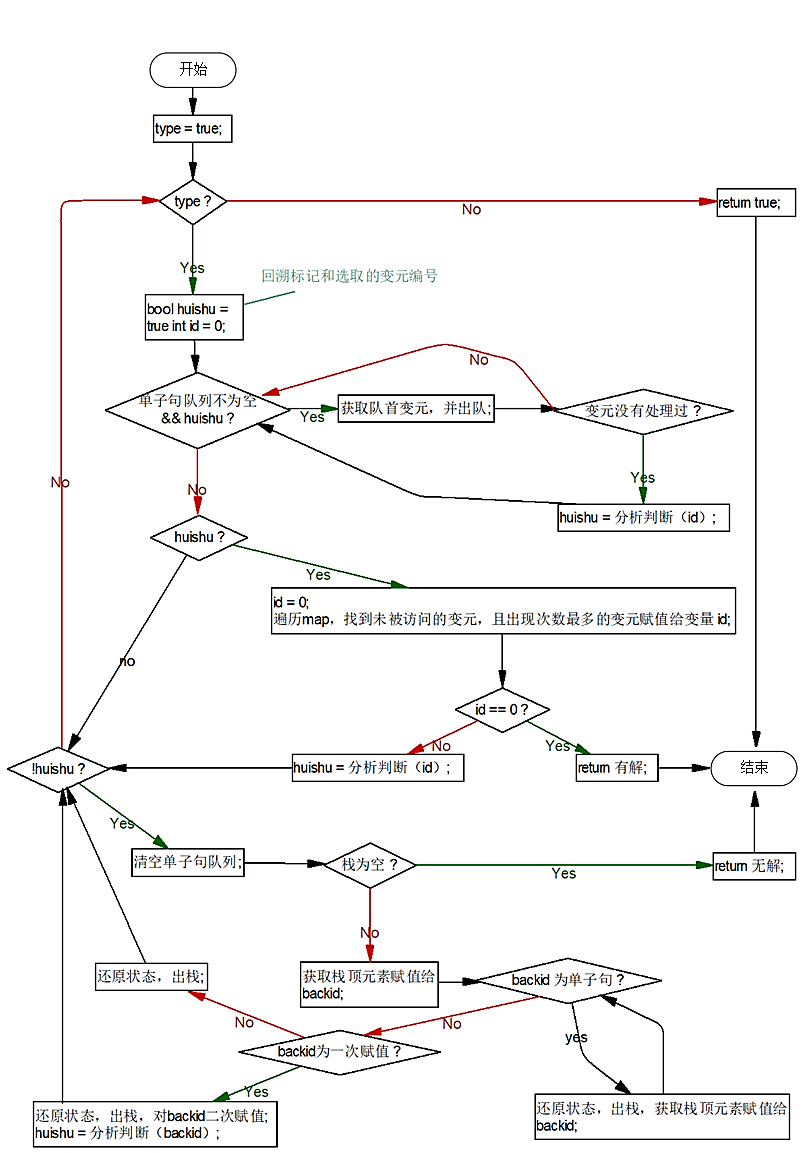 开始
type = true;
type ?
No
return true;
Yes
回溯标记和选取的变元编号
bool huishu =
true int id = 0;
No
单子句队列不为空
&& huishu ?
Yes
获取队首变元，并出队;
变元没有处理过 ?
Yes
No
No
huishu = 分析判断（id）;
huishu ?
Yes
id = 0;
遍历map，找到未被访问的变元，且出现次数最多的变元赋值给变量 id;
no
id == 0 ?
No
Yes
!huishu ?
huishu = 分析判断（id）;
return 有解;
结束
Yes
清空单子句队列;
栈为空 ?
Yes
return 无解;
No
还原状态，出栈;
获取栈顶元素赋值给
backid;
backid 为单子句 ?
No
No
yes
backid为一次赋值 ?
Yes
还原状态，出栈，对backid二次赋值;
huishu = 分析判断（backid）;
还原状态，出栈，获取栈顶元素赋值给
backid;